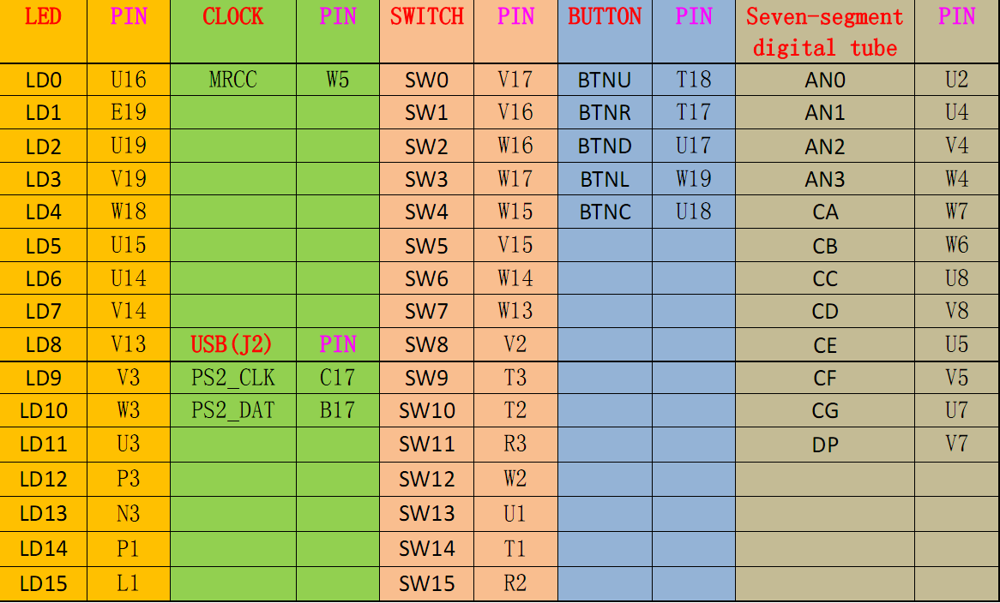 LED PIN CLOCK PIN SWITCH PIN BUTTON PIN Seven-segment PIN
digital tube
LD0 U16 MRCC W5 SW0 V17 BTNU T18 AN0 U2
LD1 E19 SW1 V16 BTNR T17 AN1 U4
LD2 U19 SW2 W16 BTND U17 AN2 V4
LD3 V19 SW3 W17 BTNL W19 AN3 W4
LD4 W18 SW4 W15 BTNC U18 CA W7
LD5 U15 SW5 V15 CB W6
LD6 U14 SW6 W14 CC U8
LD7 V14 SW7 W13 CD V8
LD8 V13 USB(J2) PIN SW8 V2 CE U5
LD9 V3 PS2_CLK C17 SW9 T3 CF V5
LD10 W3 PS2_DAT B17 SW10 T2 CG U7
LD11 U3 SW11 R3 DP V7
LD12 P3 SW12 W2
LD13 N3 SW13 U1
LD14 P1 SW14 T1
LD15 L1 SW15 R2